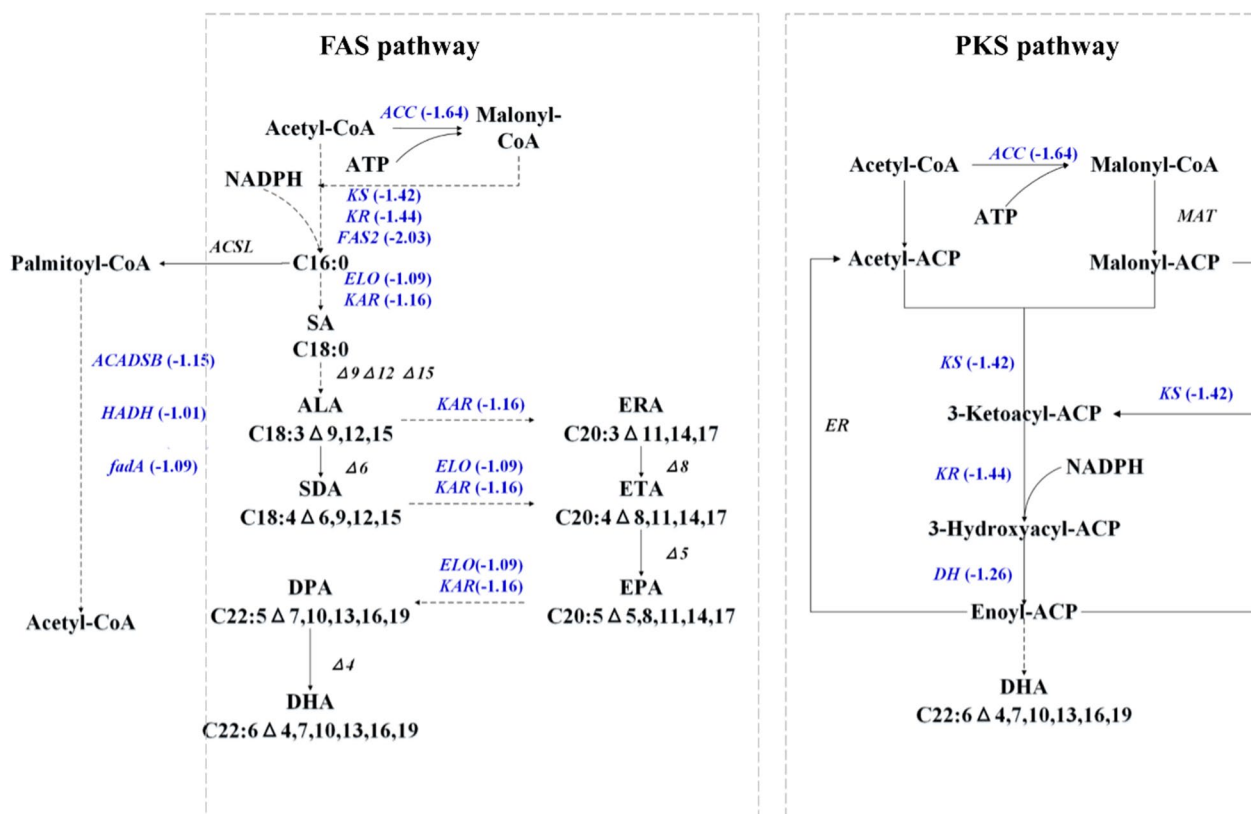 FAS pathway
ACC (-1.64)
Acetyl-CoA
Malonyl-
CoA
ATP
NADPH
KS (-1.42)
KR (-1.44)
FAS2 (-2.03)
ACSL
Palmitoyl-CoA
C16:0
ELO (-1.09)
KAR (-1.16)
SA
C18:0
ACADSB (-1.15)
HADH (-1.01)
fadA (-1.09)
Acetyl-CoA
Δ9 Δ12 Δ15
ALA
C18:3 Δ 9,12,15
KAR (-1.16)
ERA
C20:3 Δ 11,14,17
Δ6
Δ8
SDA
C18:4 Δ 6,9,12,15
ELO (-1.09)
KAR (-1.16)
ETA
C20:4 Δ 8,11,14,17
Δ5
ELO(-1.09)
KAR(-1.16)
DPA
C22:5 Δ 7,10,13,16,19
EPA
C20:5 Δ 5,8,11,14,17
Δ4
DHA
C22:6 Δ 4,7,10,13,16,19
PKS pathway
ACC (-1.64)
Acetyl-CoA
Malonyl-CoA
ATP
MAT
Acetyl-ACP
Malonyl-ACP
KS (-1.42)
KS (-1.42)
ER
3-Ketoacyl-ACP
KR (-1.44)
NADPH
3-Hydroxyacyl-ACP
DH (-1.26)
Enoyl-ACP
DHA
C22:6 Δ 4,7,10,13,16,19